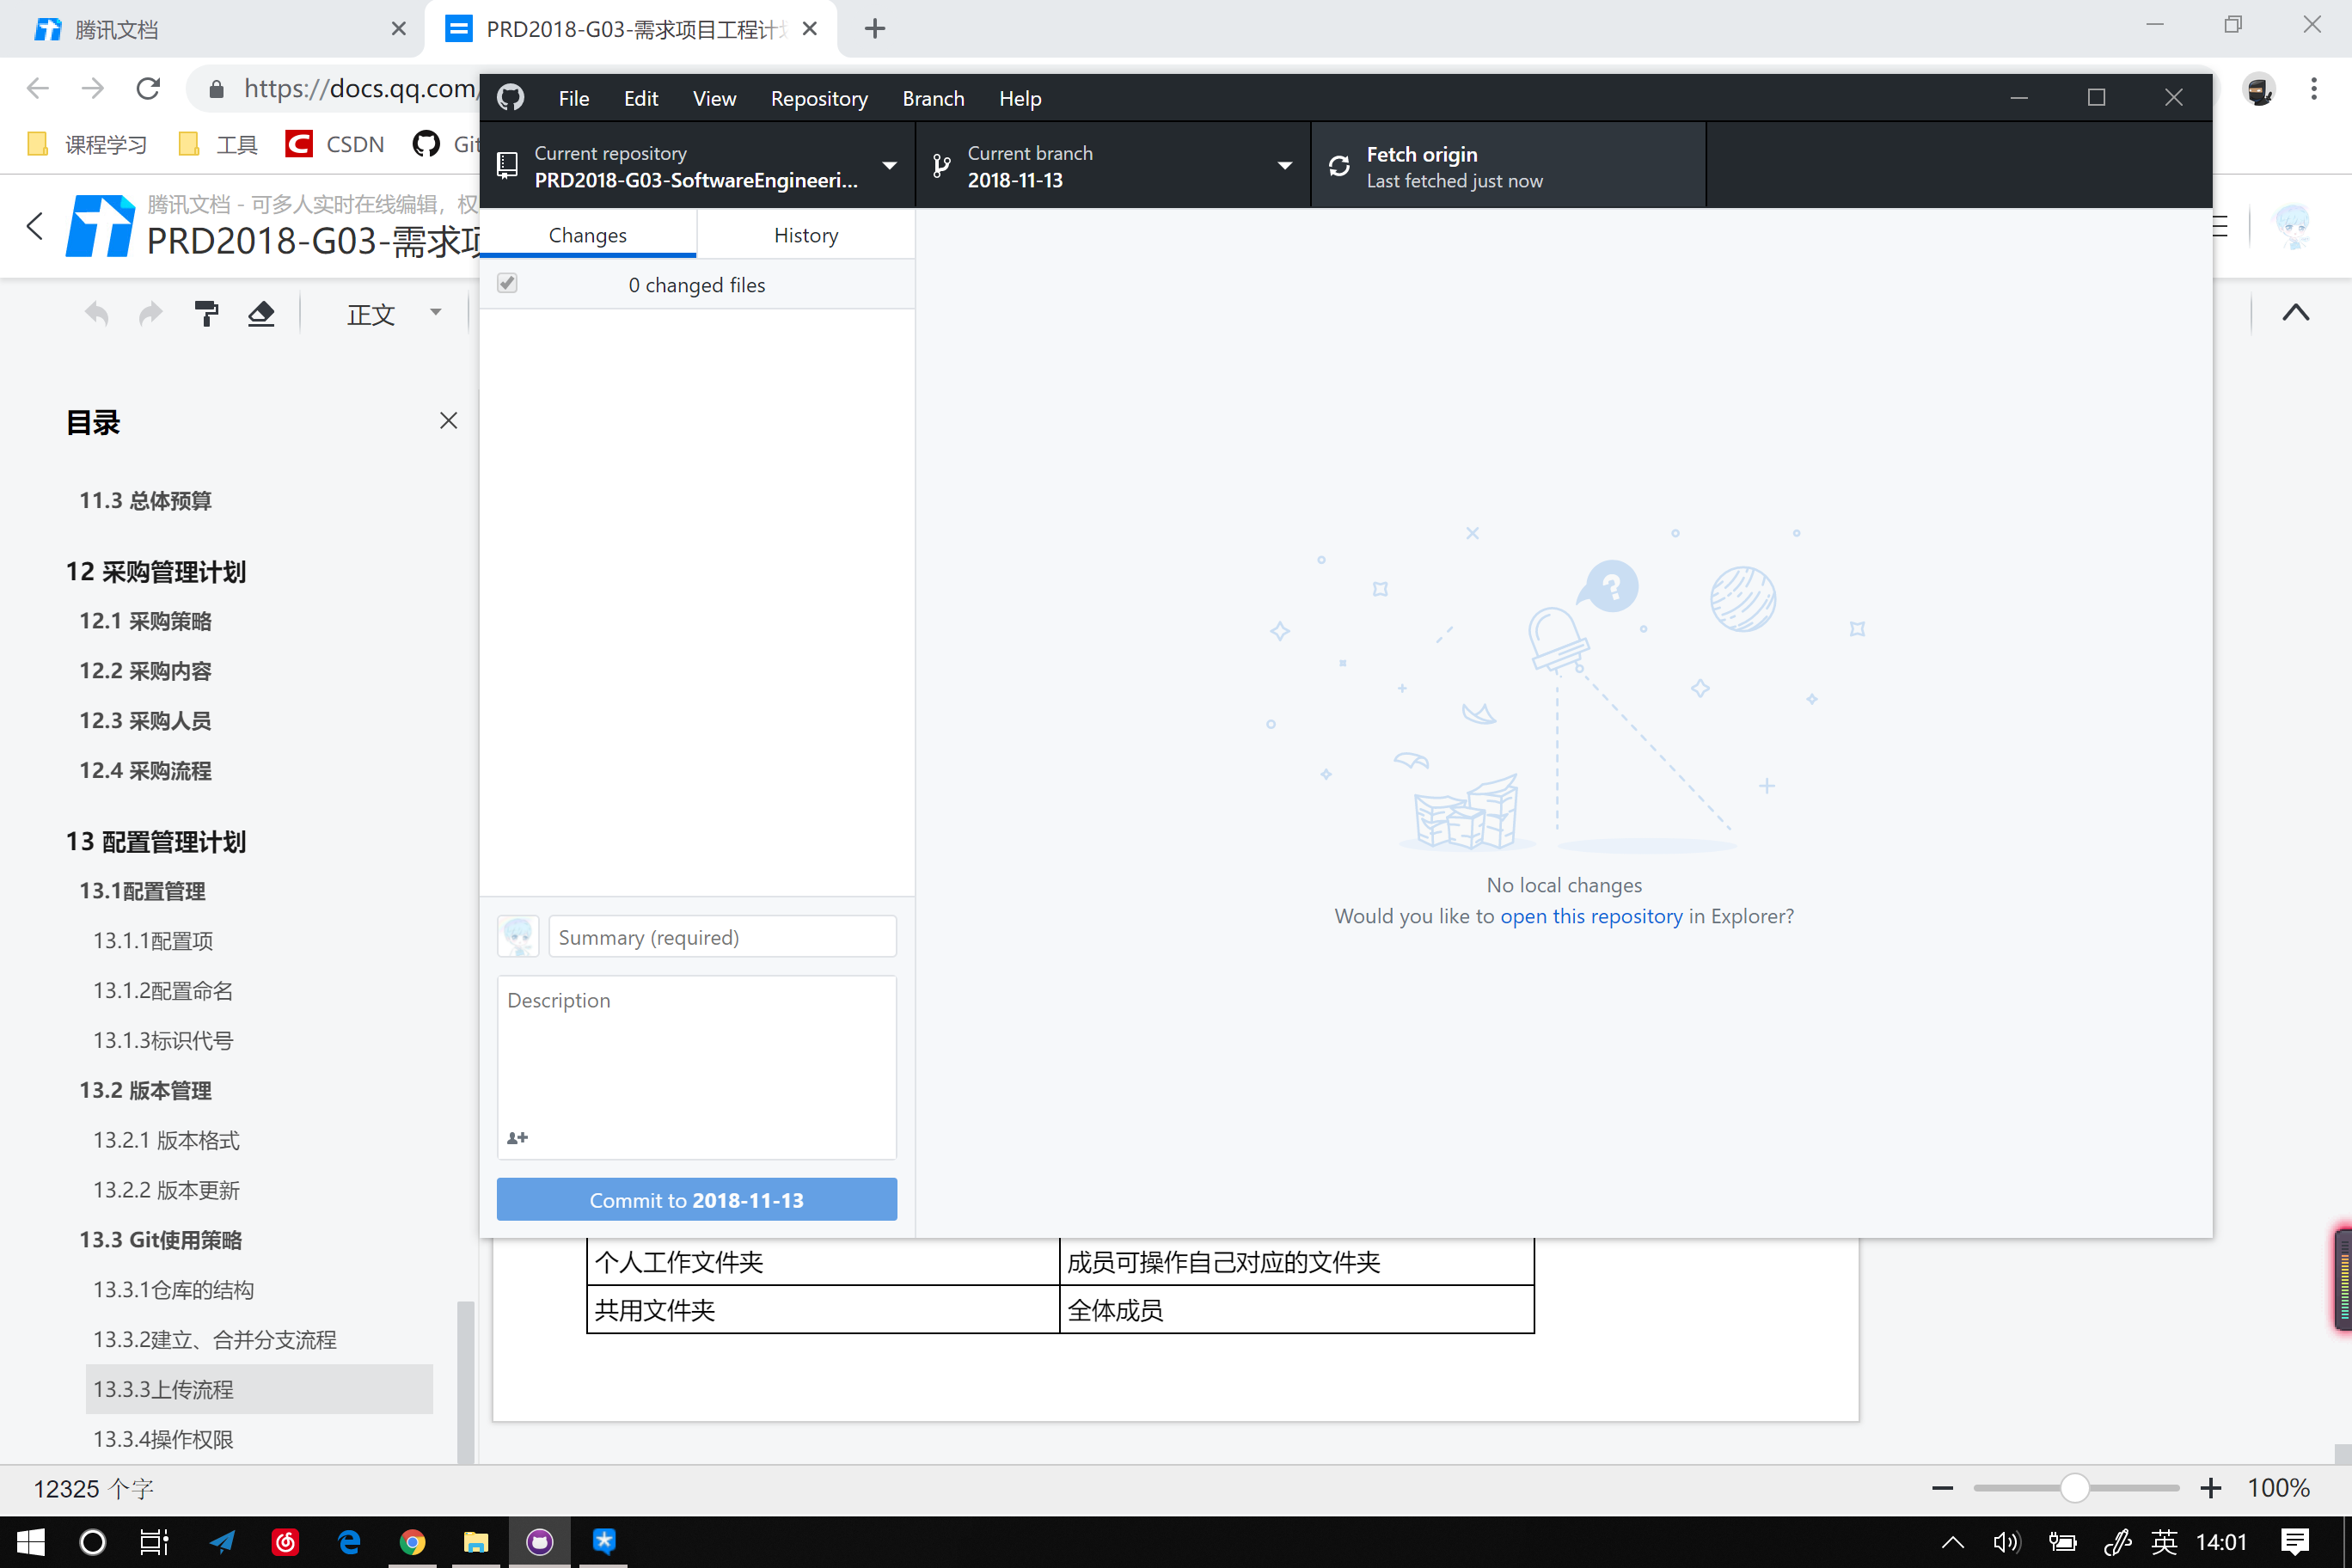 腾讯文档
PRD2018-G03-需求项目工程计
https://docs.qq.com/
课程学习
工具
CSDN
Git
腾讯文档 - 可多人实时在线编辑，权
PRD2018-G03-需求项
正文
目录
11.3 总体预算
12 采购管理计划
12.1 采购策略
12.2 采购内容
12.3 采购人员
12.4 采购流程
13 配置管理计划
13.1配置管理
13.1.1配置项
13.1.2配置命名
13.1.3标识代号
13.2 版本管理
13.2.1 版本格式
13.2.2 版本更新
13.3 Git使用策略
13.3.1仓库的结构
13.3.2建立、合并分支流程
13.3.3上传流程
13.3.4操作权限
File Edit View Repository Branch Help
Current repository
PRD2018-G03-SoftwareEngineeri...
Current branch
2018-11-13
Fetch origin
Last fetched just now
Changes
History
0 changed files
Summary (required)
Description
Commit to 2018-11-13
No local changes
Would you like to open this repository in Explorer?
个人工作文件夹 成员可操作自己对应的文件夹
共用文件夹 全体成员
12325 个字
100%
英
14:01